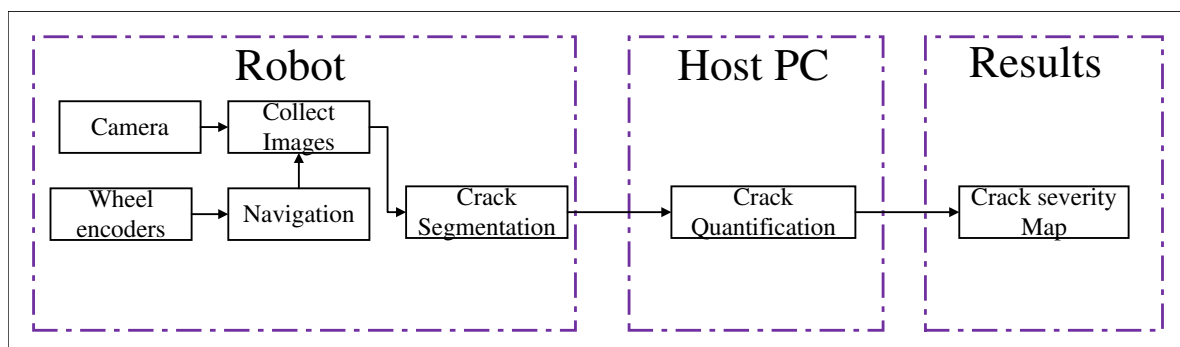 Robot
Host PC
Results
Camera
Collect
Images
Wheel
encoders
Navigation
Crack
Segmentation
Crack
Quantification
Crack severity
Map